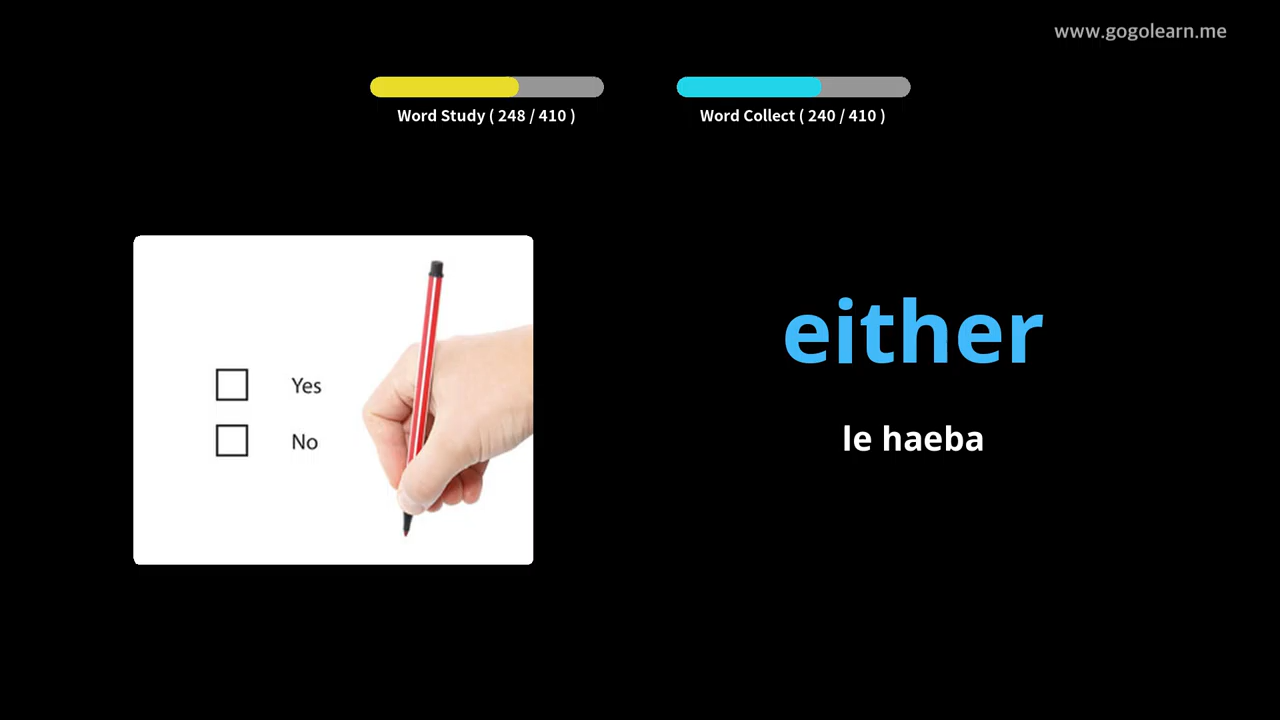 www.gogolearn.me
Word Study ( 248 / 410 )
Word Collect ( 240 / 410 )
Yes
No
either
le haeba